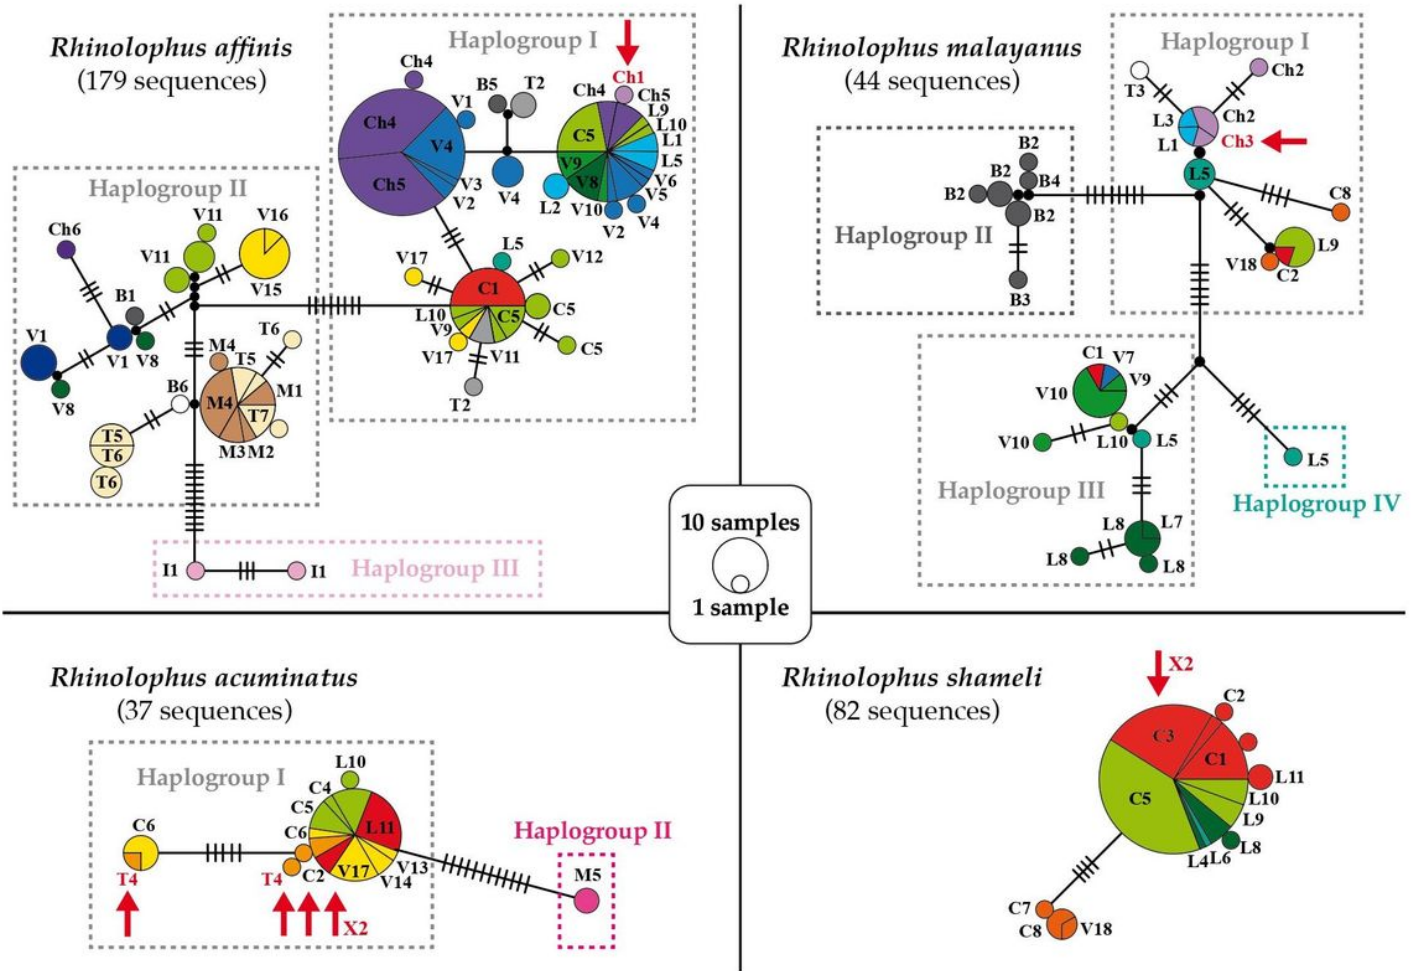 Rhinolophus affinis
(179 sequences)
Haplogroup I
Ch4
Ch4
Ch5
V1
V4
V3
V2
B5
T2
V4
Ch1
Ch4
Ch5
L9
L10
L1
L5
V6
V5
V4
V2
V10
V8
V9
C5
L2
V17
L5
V12
C1
C5
C5
C5
L10
V9
V17
V11
T2
Haplogroup II
Ch6
V11
V11
V16
V15
B1
V1
V1
V8
V8
T6
M4
T5
M1
M4
T7
M3
M2
B6
T5
T6
T6
I1
I1
Haplogroup III
Rhinolophus malayanus
(44 sequences)
Haplogroup I
T3
Ch2
L3
Ch2
L1
Ch3
L5
C8
L9
V18
C2
B2
B2
B4
B2
B2
B3
Haplogroup II
C1
V7
V9
V10
V10
L10
L5
Haplogroup III
L8
L7
L8
L8
L5
Haplogroup IV
10 samples
1 sample
Rhinolophus acuminatus
(37 sequences)
Haplogroup I
L10
C4
C5
C6
C6
L11
T4
T4
C2
V17
V13
V14
X2
Haplogroup II
M5
Rhinolophus shameli
(82 sequences)
X2
C2
C3
C1
C5
L11
L10
L9
L8
L6
L4
C7
C8
V18